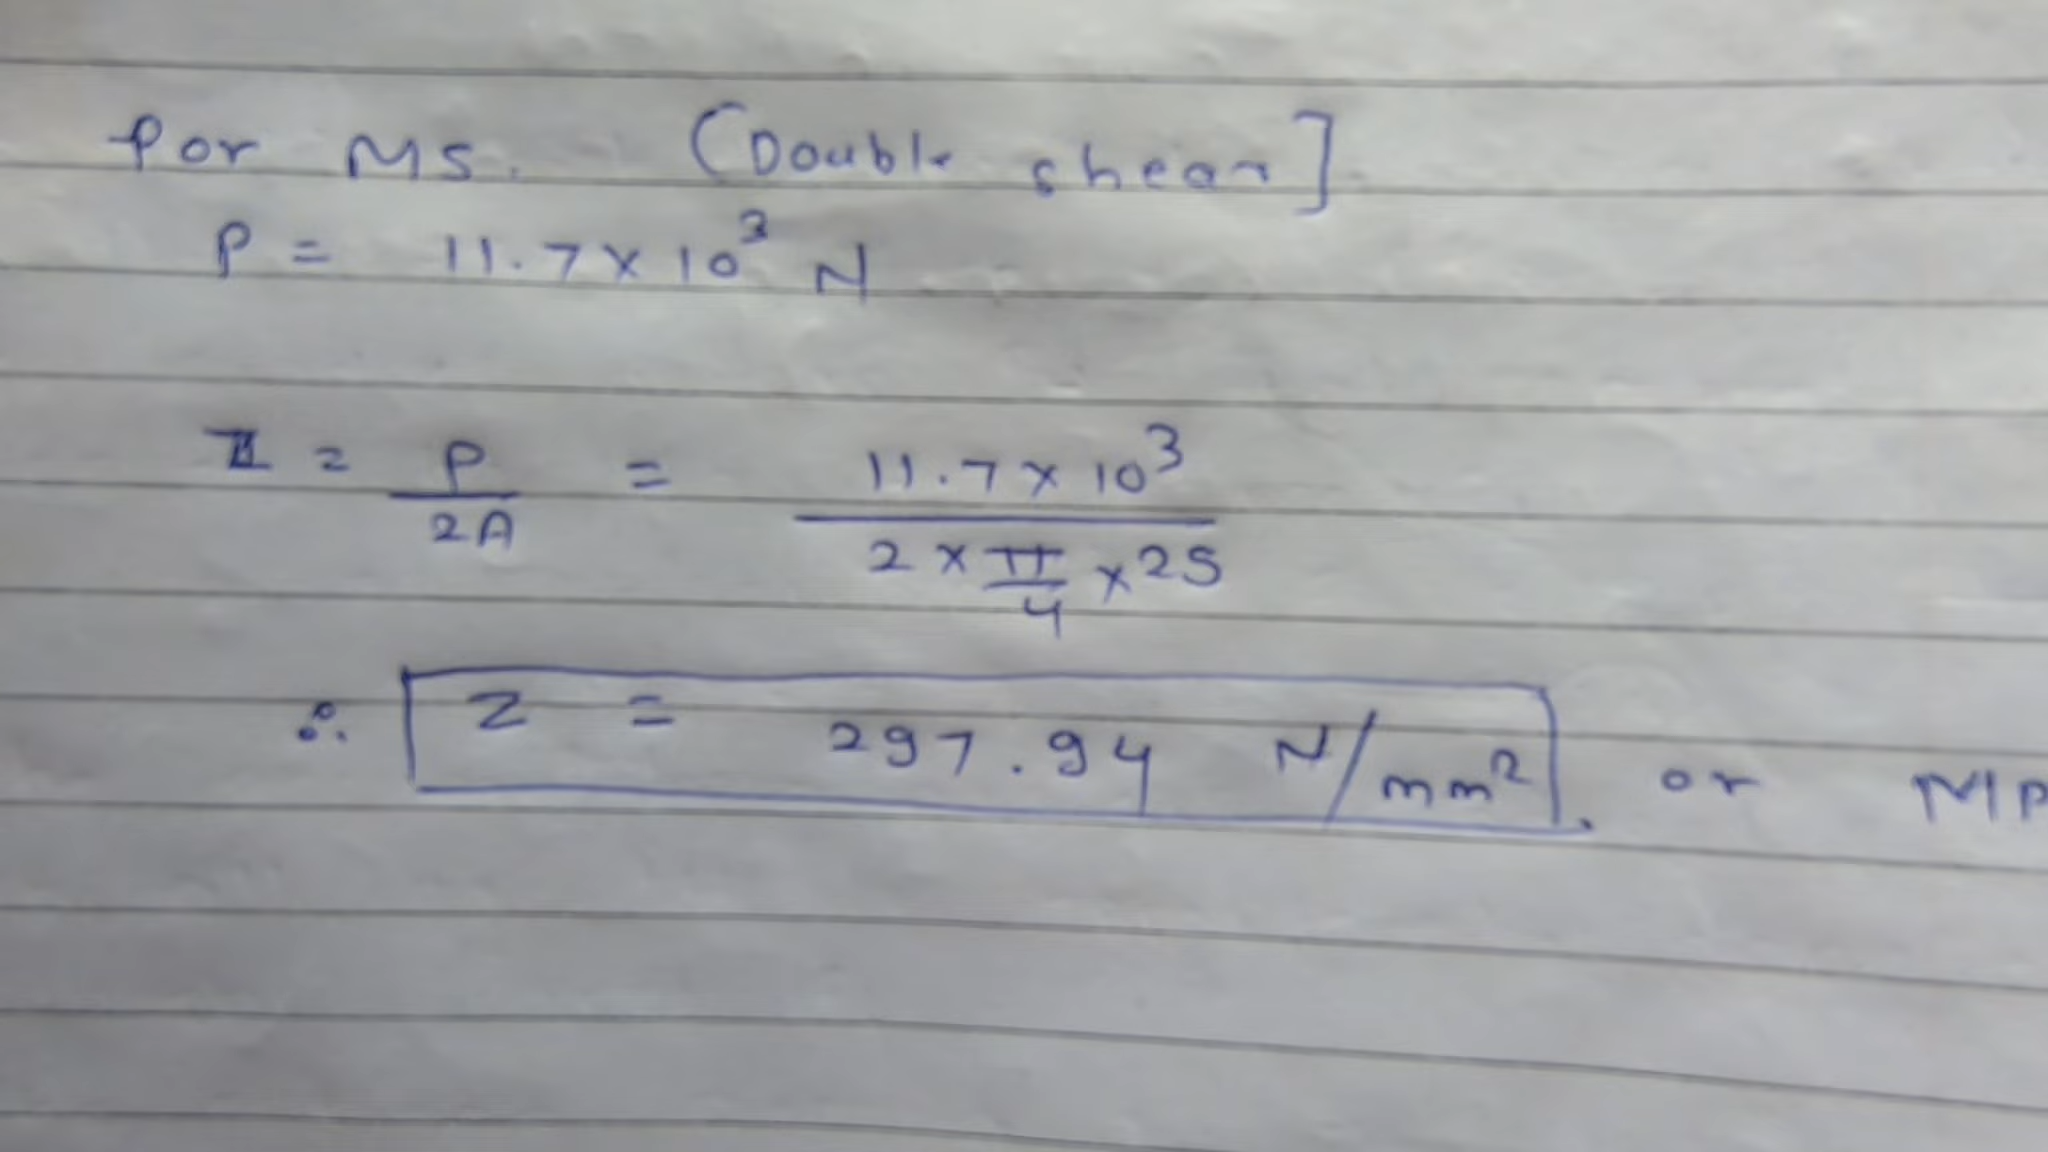 For MS. (Double shear]
P = 11.7 x 10³ N
τ = P/2A = 11.7 x 10³ / 2 x π/4 x 25
∴ τ = 297.94 N/mm². or MP